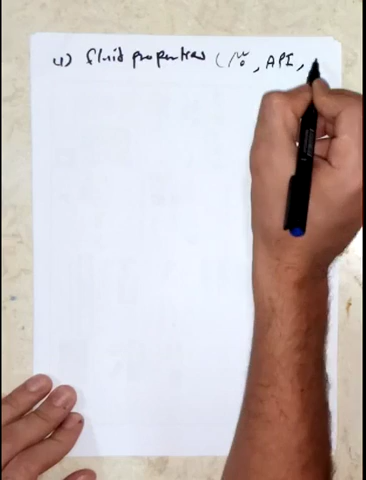 4) fluid properties (μo, API,